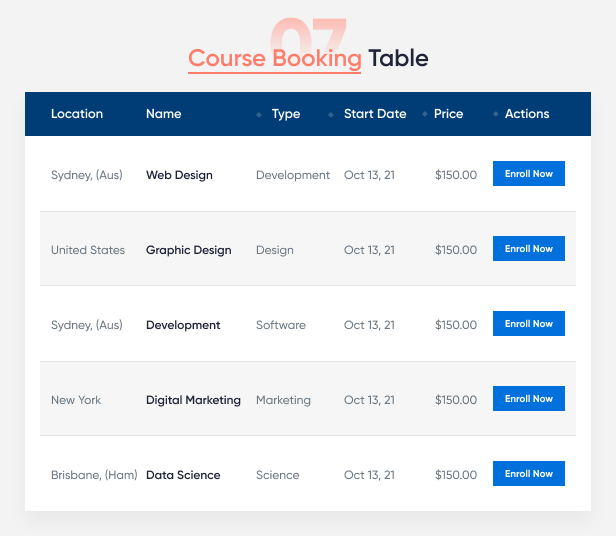 07
Course Booking Table
Location Name Type Start Date Price Actions
Sydney, (Aus) Web Design Development Oct 13, 21 $150.00 Enroll Now
United States Graphic Design Design Oct 13, 21 $150.00 Enroll Now
Sydney, (Aus) Development Software Oct 13, 21 $150.00 Enroll Now
New York Digital Marketing Marketing Oct 13, 21 $150.00 Enroll Now
Brisbane, (Ham) Data Science Science Oct 13, 21 $150.00 Enroll Now